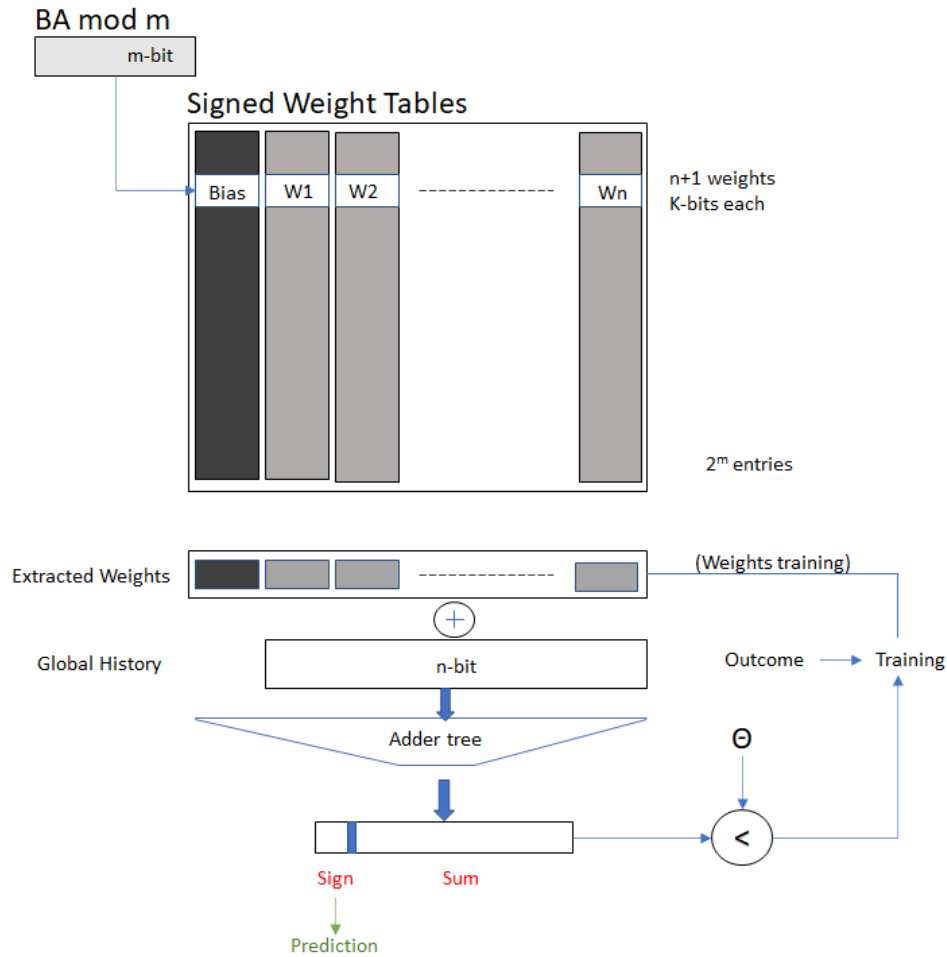 BA mod m
m-bit
Signed Weight Tables
Bias
W1
W2
Wn
n+1 weights
K-bits each
2ᵐ entries
Extracted Weights
(Weights training)
+
Global History
n-bit
Outcome
Training
Adder tree
Θ
<
Sign
Sum
Prediction